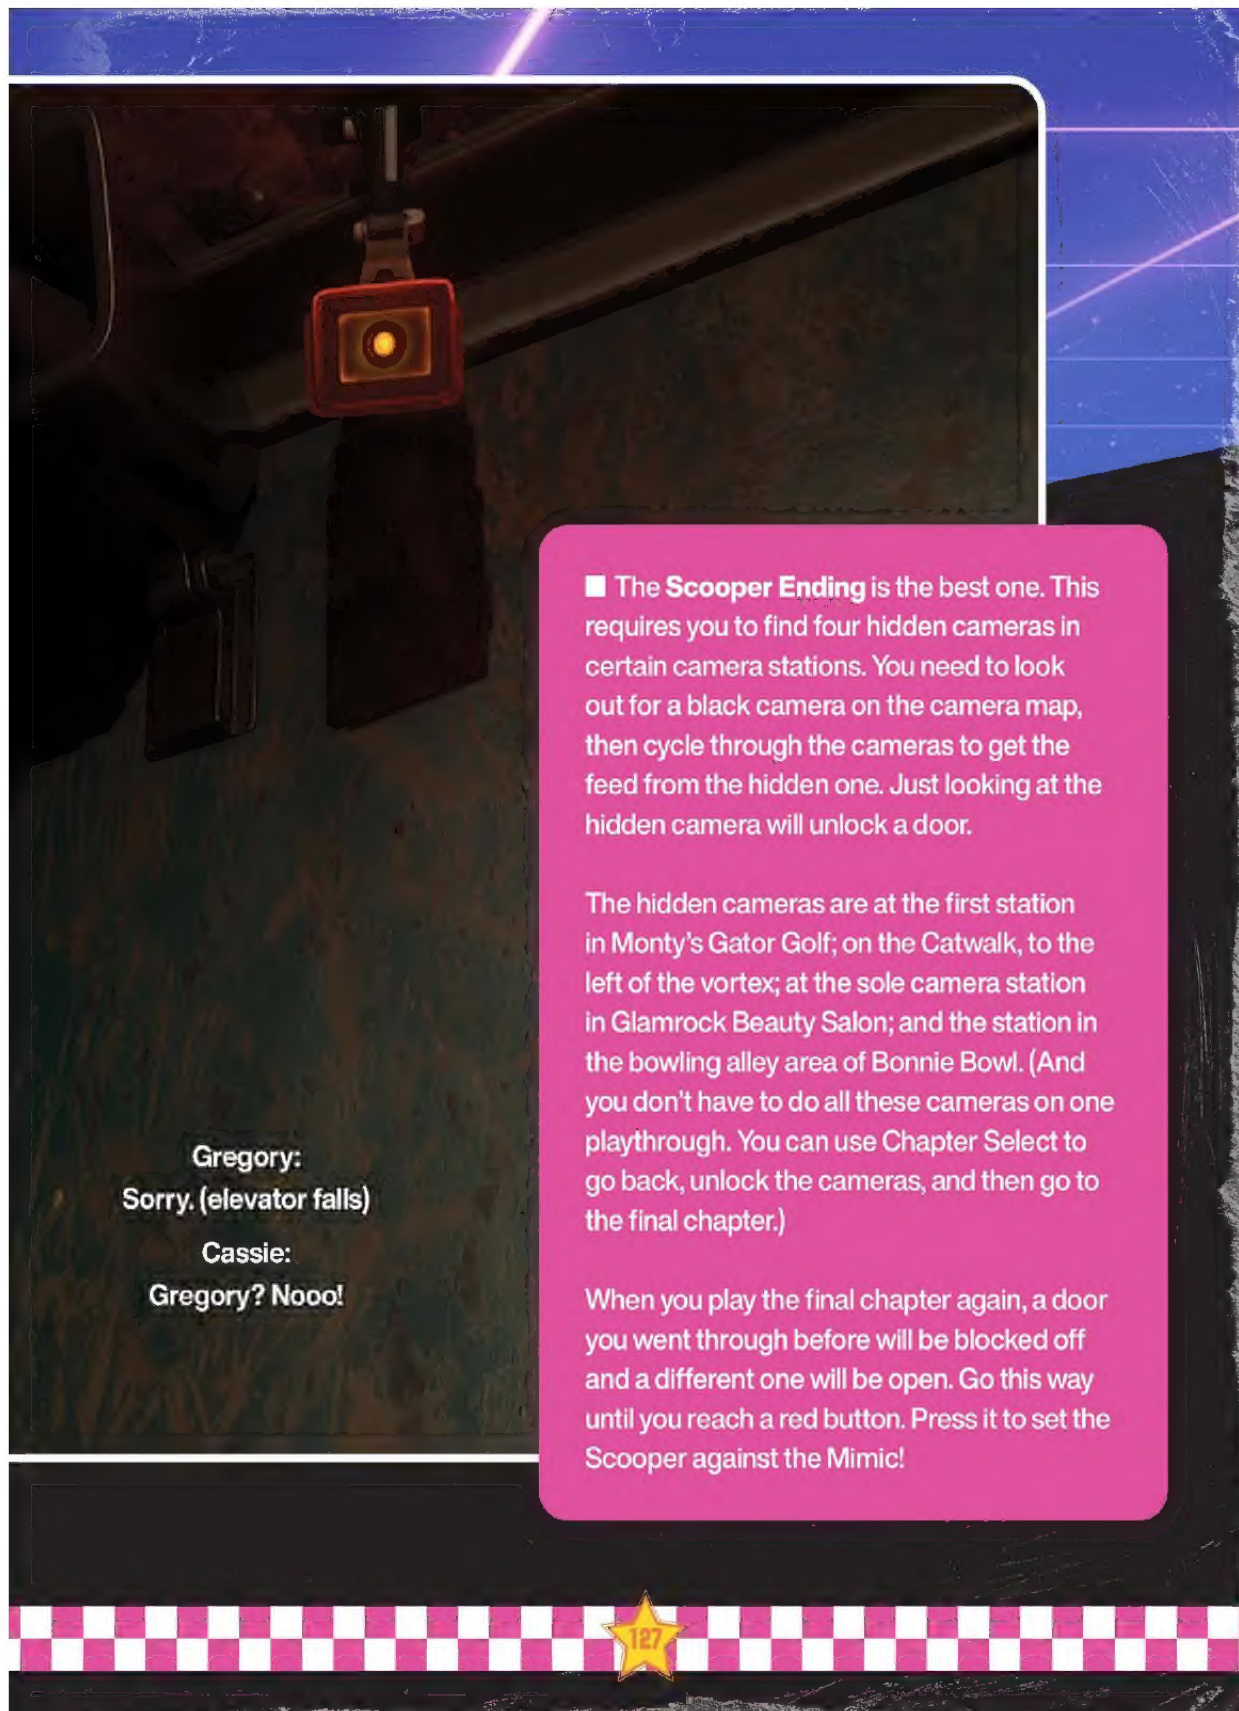 ■ The Scooper Ending is the best one. This
requires you to find four hidden cameras in
certain camera stations. You need to look
out for a black camera on the camera map,
then cycle through the cameras to get the
feed from the hidden one. Just looking at the
hidden camera will unlock a door.
The hidden cameras are at the first station
in Monty's Gator Golf; on the Catwalk, to the
left of the vortex; at the sole camera station
in Glamrock Beauty Salon; and the station in
the bowling alley area of Bonnie Bowl. (And
you don't have to do all these cameras on one
playthrough. You can use Chapter Select to
go back, unlock the cameras, and then go to
the final chapter.)
When you play the final chapter again, a door
you went through before will be blocked off
and a different one will be open. Go this way
until you reach a red button. Press it to set the
Scooper against the Mimic!
Gregory:
Sorry. (elevator falls)
Cassie:
Gregory? Nooo!
127